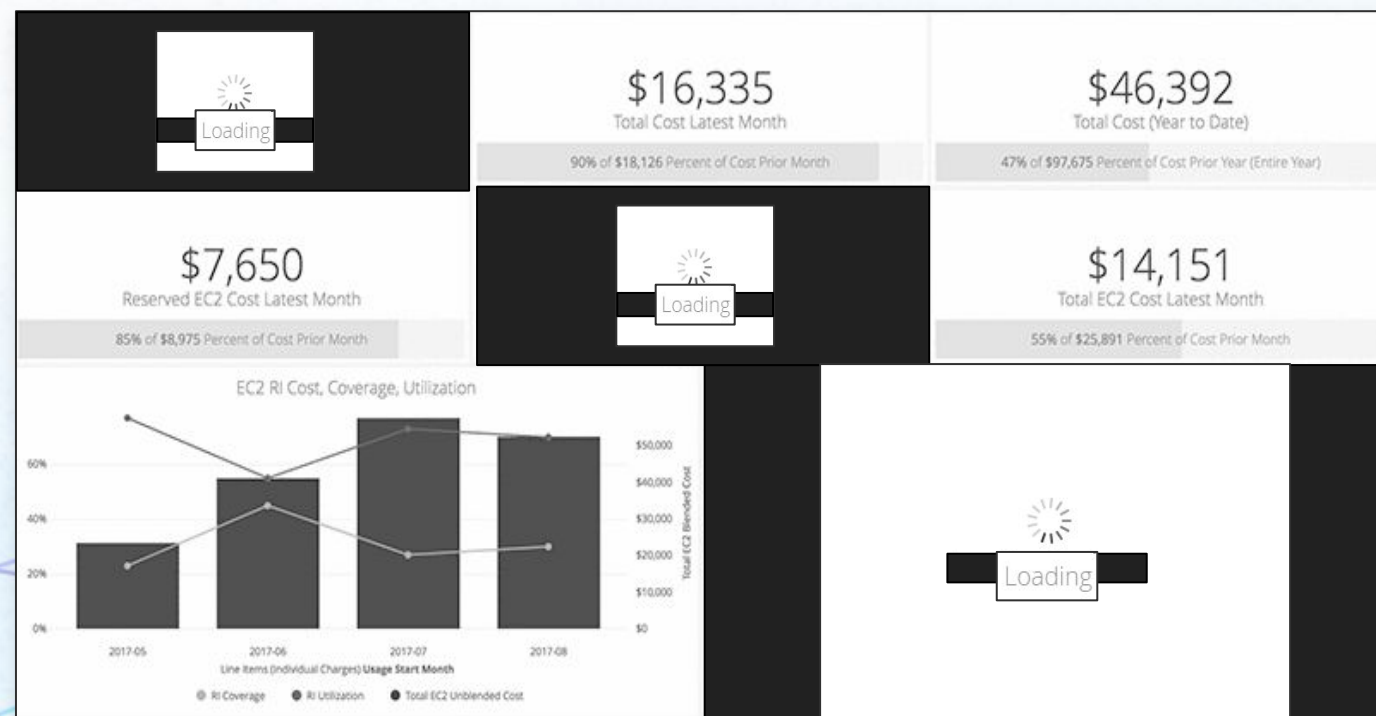 Loading
$16,335
Total Cost Latest Month
90% of $18,126 Percent of Cost Prior Month
$46,392
Total Cost (Year to Date)
47% of $97,675 Percent of Cost Prior Year (Entire Year)
$7,650
Reserved EC2 Cost Latest Month
85% of $8,975 Percent of Cost Prior Month
Loading
$14,151
Total EC2 Cost Latest Month
55% of $25,891 Percent of Cost Prior Month
EC2 RI Cost, Coverage, Utilization
60%
40%
20%
0%
$50,000
$40,000
$30,000
$20,000
$10,000
$0
Total EC2 Blended Cost
2017-05 2017-06 2017-07 2017-08
Line Items (Individual Charges) Usage Start Month
RI Coverage RI Utilization Total EC2 Unblended Cost
Loading